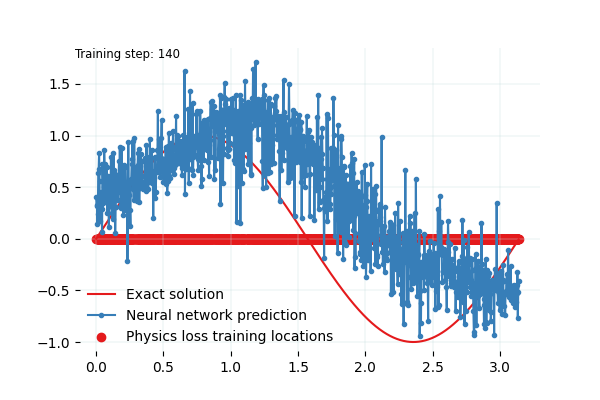 Training step: 140
1.5
1.0
0.5
0.0
−0.5
−1.0
Exact solution
Neural network prediction
Physics loss training locations
0.0 0.5 1.0 1.5 2.0 2.5 3.0